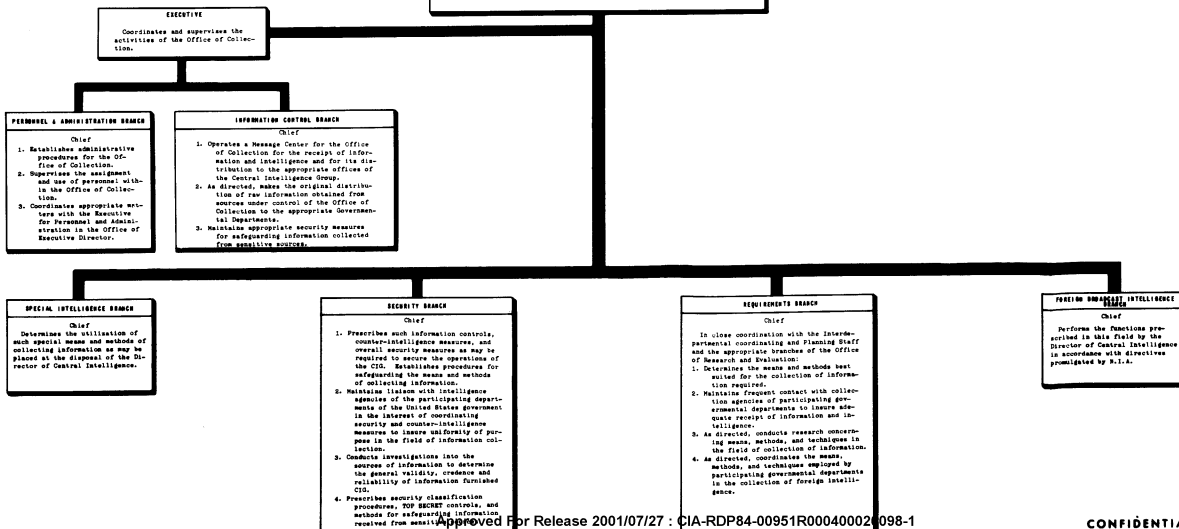 EXECUTIVE
Coordinates and supervises the
activities of the Office of Collec-
tion.
PERSONNEL & ADMINISTRATION BRANCH
Chief
1. Establishes administrative
procedures for the Of-
fice of Collection.
2. Supervises the assignment
and use of personnel with-
in the Office of Collec-
tion.
3. Coordinates appropriate mat-
ters with the Executive
for Personnel and Admini-
stration in the Office of
Executive Director.
INFORMATION CONTROL BRANCH
Chief
1. Operates a Message Center for the Office
of Collection for the receipt of infor-
mation and intelligence and for its dis-
tribution to the appropriate offices of
the Central Intelligence Group.
2. As directed, makes the original distribu-
tion of raw information obtained from
sources under control of the Office of
Collection to the appropriate Governmen-
tal Departments.
3. Maintains appropriate security measures
for safeguarding information collected
from sensitive sources.
SPECIAL INTELLIGENCE BRANCH
Chief
Determines the utilization of
such special means and methods of
collecting information as may be
placed at the disposal of the Di-
rector of Central Intelligence.
SECURITY BRANCH
Chief
1. Prescribes such information controls,
counter-intelligence measures, and
overall security measures as may be
required to secure the operations of
the CIG. Establishes procedures for
safeguarding the means and methods
of collecting information.
2. Maintains liaison with intelligence
agencies of the participating depart-
ments of the United States government
in the interest of coordinating
security and counter-intelligence
measures to insure uniformity of pur-
pose in the field of information col-
lection.
3. Conducts investigations into the
sources of information to determine
the general validity, credence and
reliability of information furnished
CIG.
4. Prescribes security classification
procedures, TOP SECRET controls, and
methods for safeguarding information
received from
REQUIREMENTS BRANCH
Chief
In close coordination with the Interde-
partmental coordinating and Planning Staff
and the appropriate branches of the Office
of Research and Evaluation:
1. Determines the means and methods best
suited for the collection of informa-
tion required.
2. Maintains frequent contact with collec-
tion agencies of participating gov-
ernmental departments to insure ade-
quate receipt of information and in-
telligence.
3. As directed, conducts research concern-
ing means, methods, and techniques in
the field of collection of information.
4. As directed, coordinates the means,
methods, and techniques employed by
participating governmental departments
in the collection of foreign intelli-
gence.
FOREIGN BROADCAST INTELLIGENCE
BRANCH
Chief
Performs the functions pre-
scribed in this field by the
Director of Central Intelligence
in accordance with directives
promulgated by N.I.A.
Approved For Release 2001/07/27 : CIA-RDP84-00951R000400020098-1
CONFIDENTIA